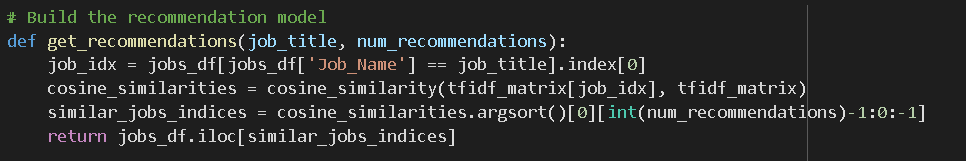 # Build the recommendation model
def get_recommendations(job_title, num_recommendations):
    job_idx = jobs_df[jobs_df['Job_Name'] == job_title].index[0]
    cosine_similarities = cosine_similarity(tfidf_matrix[job_idx], tfidf_matrix)
    similar_jobs_indices = cosine_similarities.argsort()[0][int(num_recommendations)-1:0:-1]
    return jobs_df.iloc[similar_jobs_indices]